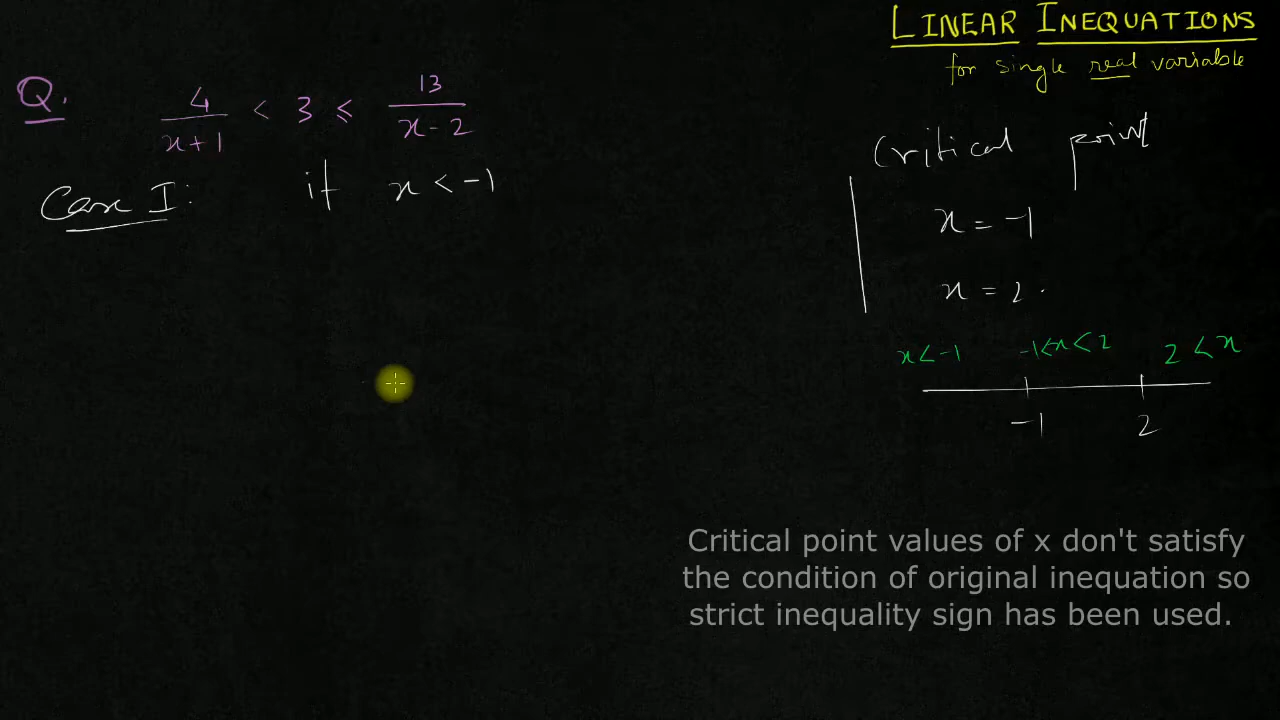 LINEAR INEQUATIONS
for single real variable
Q. 4/(x+1) < 3 ≤ 13/(x-2)
Case I: if x < -1
Critical point
x = -1
x = 2.
x < -1 -1 < x < 2 2 < x
-1 2
Critical point values of x don't satisfy
the condition of original inequation so
strict inequality sign has been used.